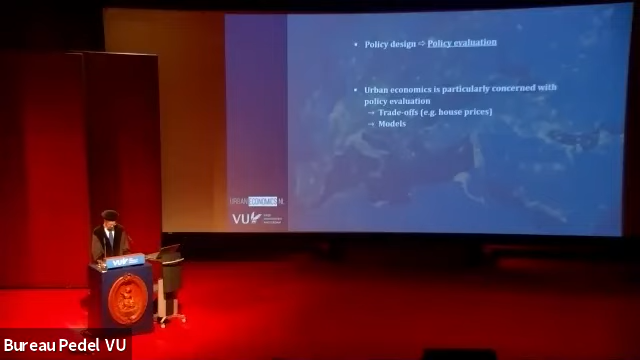 • Policy design ⇨ Policy evaluation
• Urban economics is particularly concerned with
policy evaluation
→ Trade-offs (e.g. house prices)
→ Models
URBANECONOMICS.NL
VU
VU
Bureau Pedel VU